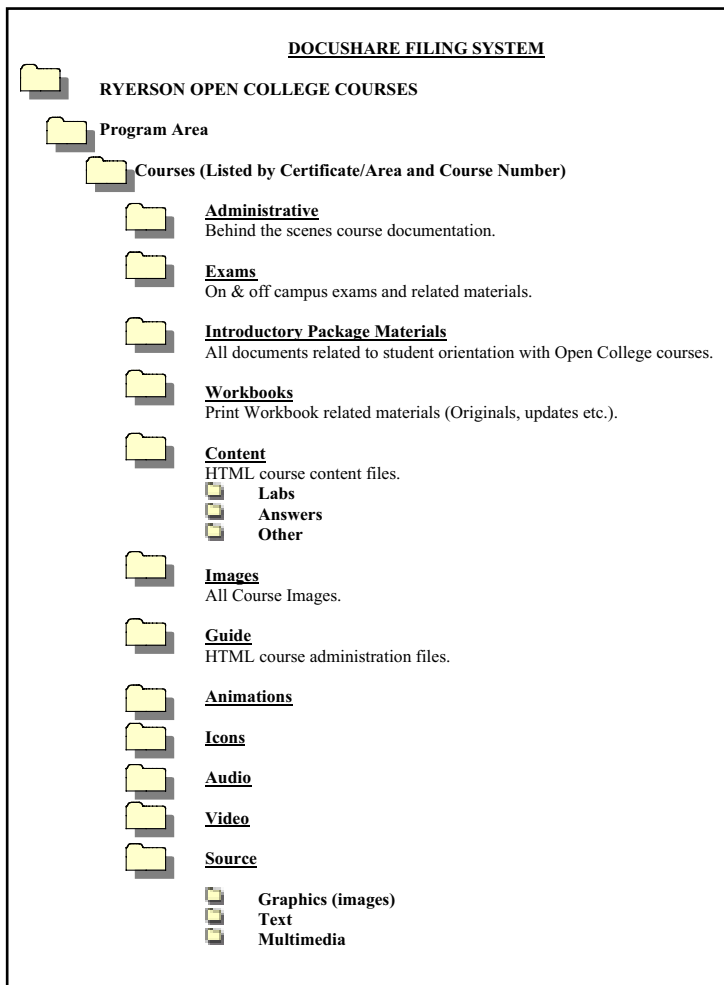 DOCUSHARE FILING SYSTEM
RYERSON OPEN COLLEGE COURSES
Program Area
Courses (Listed by Certificate/Area and Course Number)
Administrative
Behind the scenes course documentation.
Exams
On & off campus exams and related materials.
Introductory Package Materials
All documents related to student orientation with Open College courses.
Workbooks
Print Workbook related materials (Originals, updates etc.).
Content
HTML course content files.
Labs
Answers
Other
Images
All Course Images.
Guide
HTML course administration files.
Animations
Icons
Audio
Video
Source
Graphics (images)
Text
Multimedia